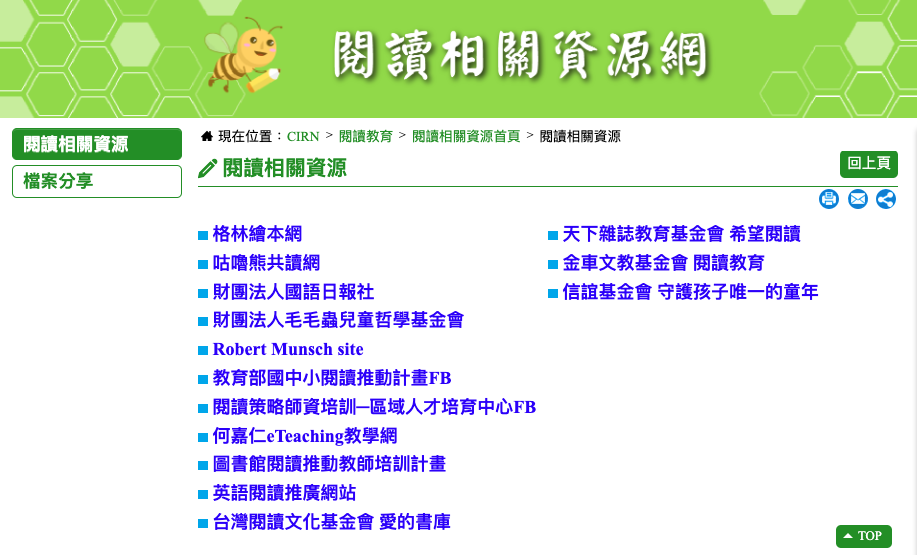 閱讀相關資源網
閱讀相關資源
檔案分享
現在位置：CIRN > 閱讀教育 > 閱讀相關資源首頁 > 閱讀相關資源
閱讀相關資源
回上頁
格林繪本網
咕嚕熊共讀網
財團法人國語日報社
財團法人毛毛蟲兒童哲學基金會
Robert Munsch site
教育部國中小閱讀推動計畫FB
閱讀策略師資培訓─區域人才培育中心FB
何嘉仁eTeaching教學網
圖書館閱讀推動教師培訓計畫
英語閱讀推廣網站
台灣閱讀文化基金會 愛的書庫
天下雜誌教育基金會 希望閱讀
金車文教基金會 閱讀教育
信誼基金會 守護孩子唯一的童年
TOP